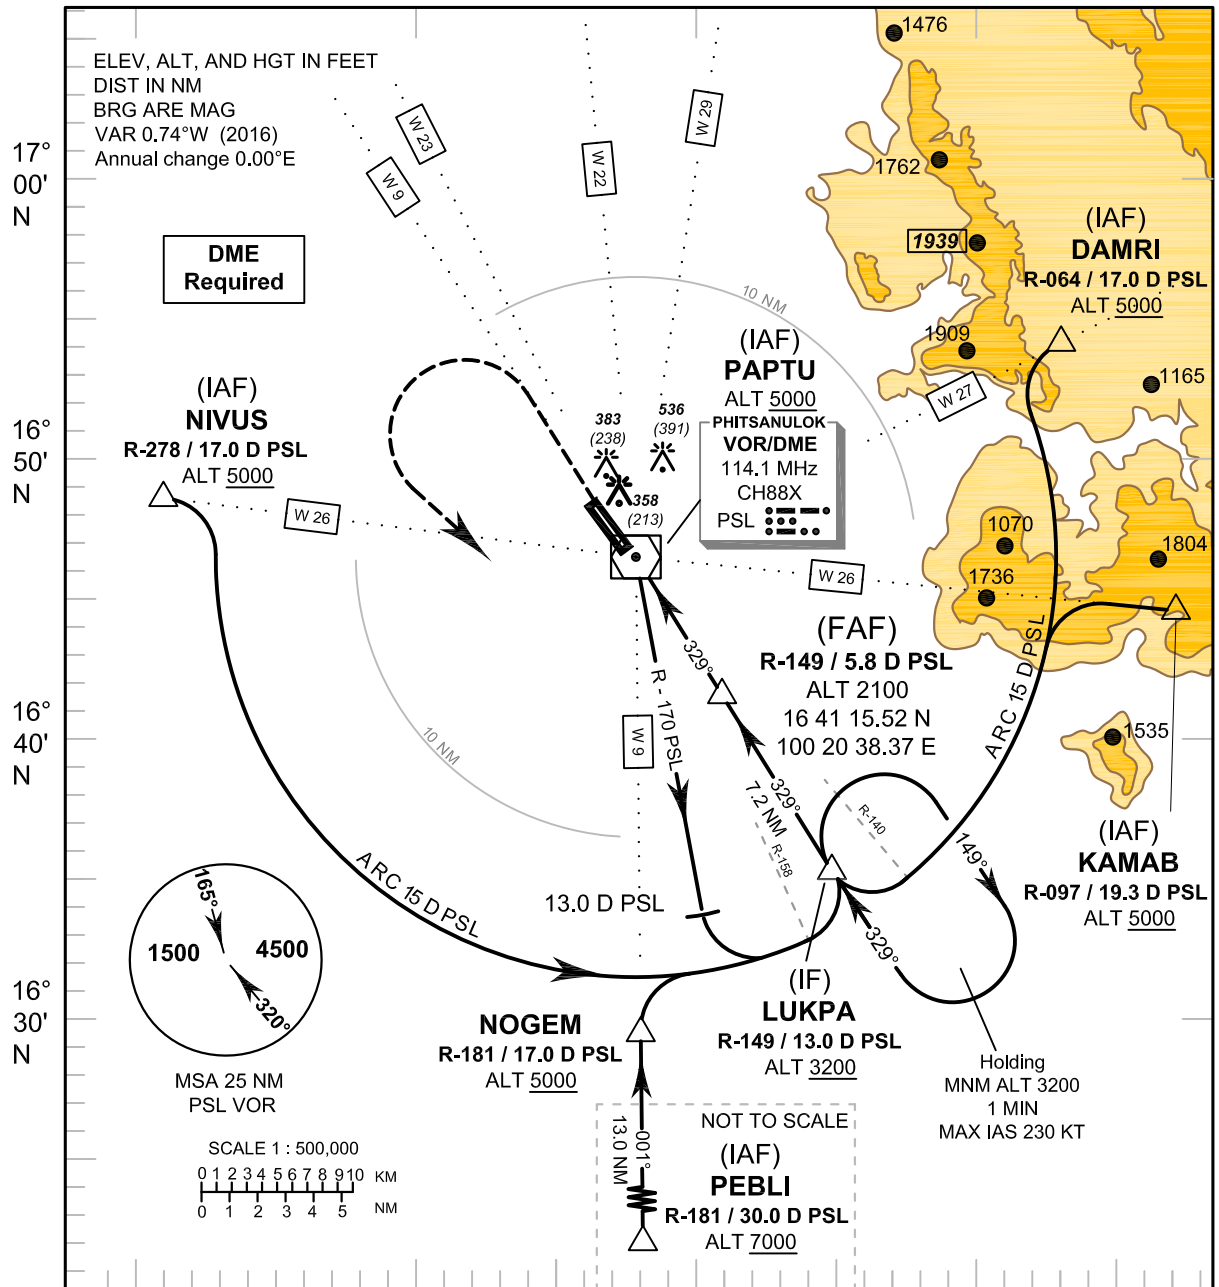 ELEV, ALT, AND HGT IN FEET
DIST IN NM
BRG ARE MAG
VAR 0.74°W (2016)
Annual change 0.00°E
17°
00'
N
16°
50'
N
16°
40'
N
16°
30'
N
DME
Required
W 9
W 23
W 22
W 29
1476
1762
1939
1909
1165
(IAF)
DAMRI
R-064 / 17.0 D PSL
ALT 5000
W 27
10 NM
(IAF)
PAPTU
ALT 5000
PHITSANULOK
VOR/DME
114.1 MHz
CH88X
PSL
383
(238)
536
(391)
358
(213)
(IAF)
NIVUS
R-278 / 17.0 D PSL
ALT 5000
W 26
W 26
1070
1736
1804
1535
(FAF)
R-149 / 5.8 D PSL
ALT 2100
16 41 15.52 N
100 20 38.37 E
329°
R - 170 PSL
W 9
10 NM
329°
7.2 NM
R-158
R-140
ARC 15 D PSL
149°
329°
(IAF)
KAMAB
R-097 / 19.3 D PSL
ALT 5000
13.0 D PSL
ARC 15 D PSL
165°
1500
4500
320°
MSA 25 NM
PSL VOR
NOGEM
R-181 / 17.0 D PSL
ALT 5000
(IF)
LUKPA
R-149 / 13.0 D PSL
ALT 3200
Holding
MNM ALT 3200
1 MIN
MAX IAS 230 KT
NOT TO SCALE
(IAF)
PEBLI
R-181 / 30.0 D PSL
ALT 7000
001°
13.0 NM
SCALE 1 : 500,000
0 1 2 3 4 5 6 7 8 9 10 KM
0 1 2 3 4 5 NM